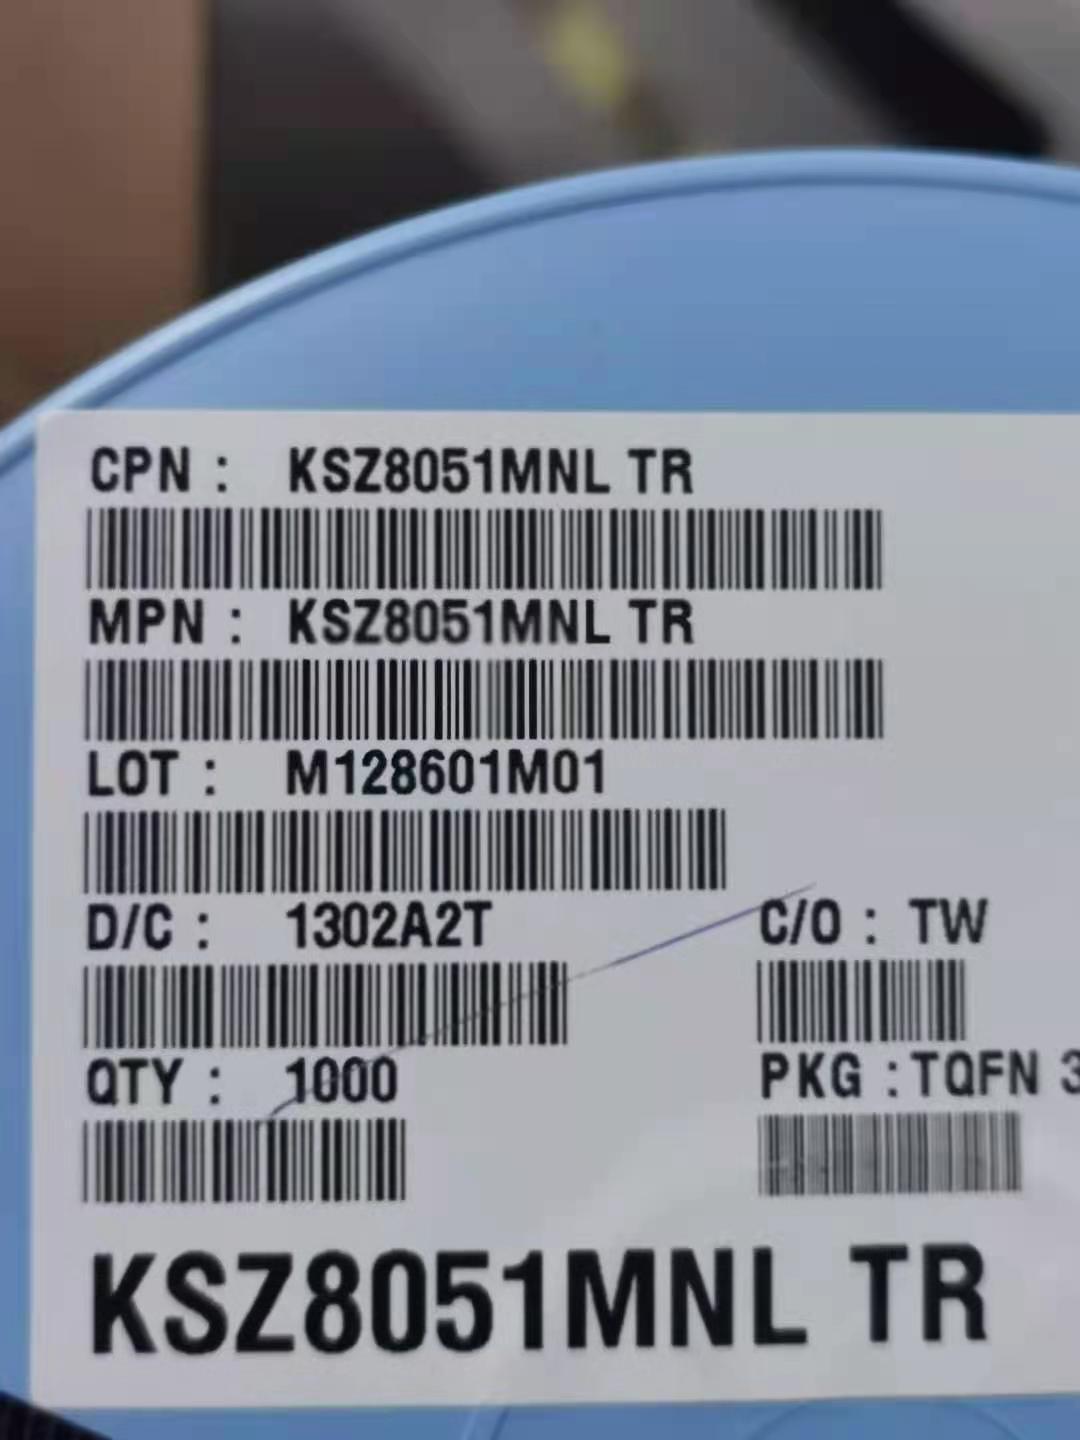 CPN : KSZ8051MNL TR
MPN : KSZ8051MNL TR
LOT : M128601M01
D/C : 1302A2T
C/O : TW
QTY : 1000
PKG : TQFN 3
KSZ8051MNL TR